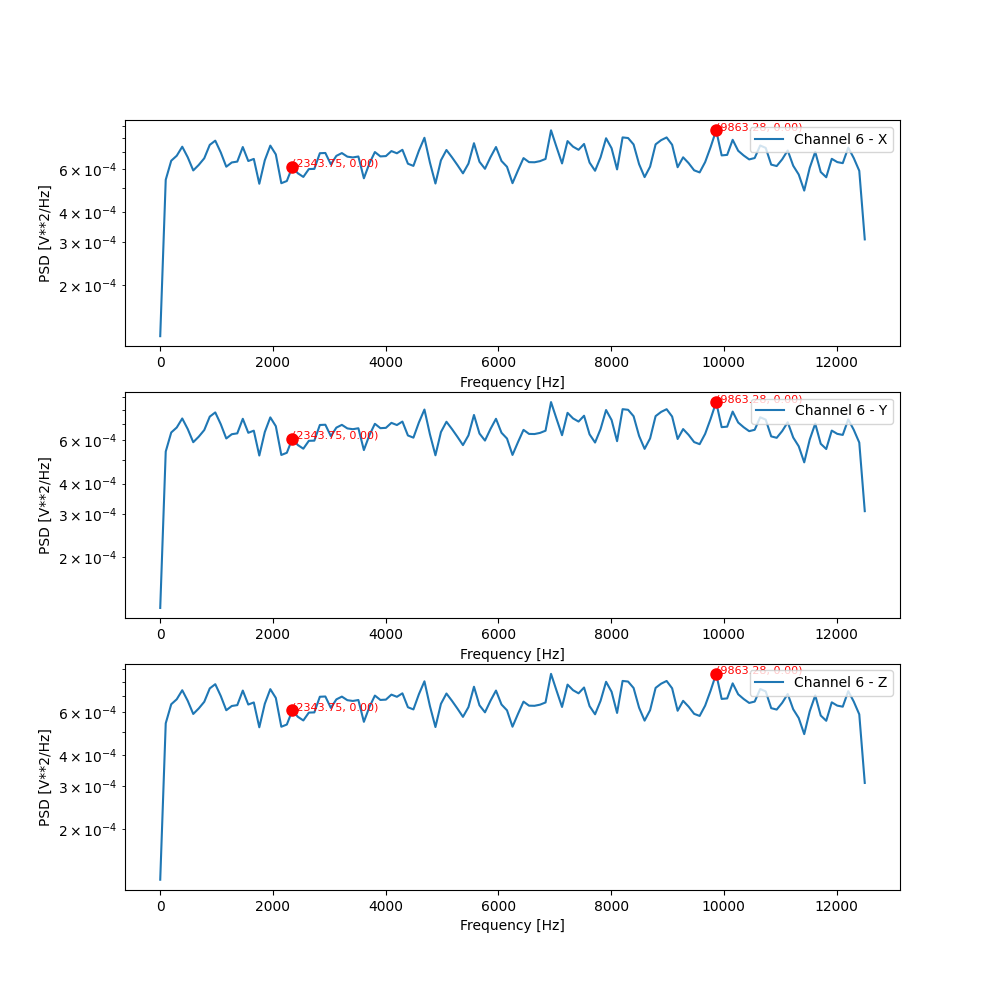 (9863.28, 0.00)
Channel 6 - X
(2343.75, 0.00)
6 × 10⁻⁴
4 × 10⁻⁴
3 × 10⁻⁴
2 × 10⁻⁴
PSD [V**2/Hz]
0 2000 4000 6000 8000 10000 12000
Frequency [Hz]
(9863.28, 0.00)
Channel 6 - Y
(2343.75, 0.00)
6 × 10⁻⁴
4 × 10⁻⁴
3 × 10⁻⁴
2 × 10⁻⁴
PSD [V**2/Hz]
0 2000 4000 6000 8000 10000 12000
Frequency [Hz]
(9863.28, 0.00)
Channel 6 - Z
(2343.75, 0.00)
6 × 10⁻⁴
4 × 10⁻⁴
3 × 10⁻⁴
2 × 10⁻⁴
PSD [V**2/Hz]
0 2000 4000 6000 8000 10000 12000
Frequency [Hz]